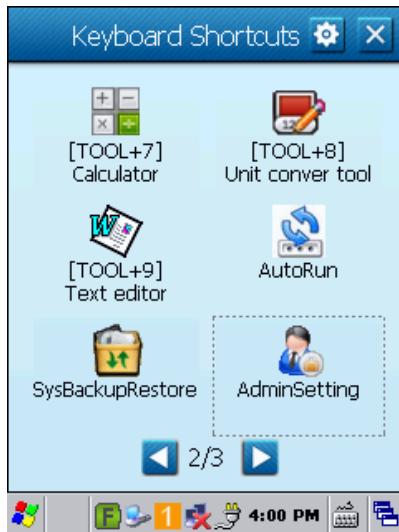 Keyboard Shortcuts
[TOOL+7]
Calculator
[TOOL+8]
Unit conver tool
[TOOL+9]
Text editor
AutoRun
SysBackupRestore
AdminSetting
2/3
F
1
4:00 PM